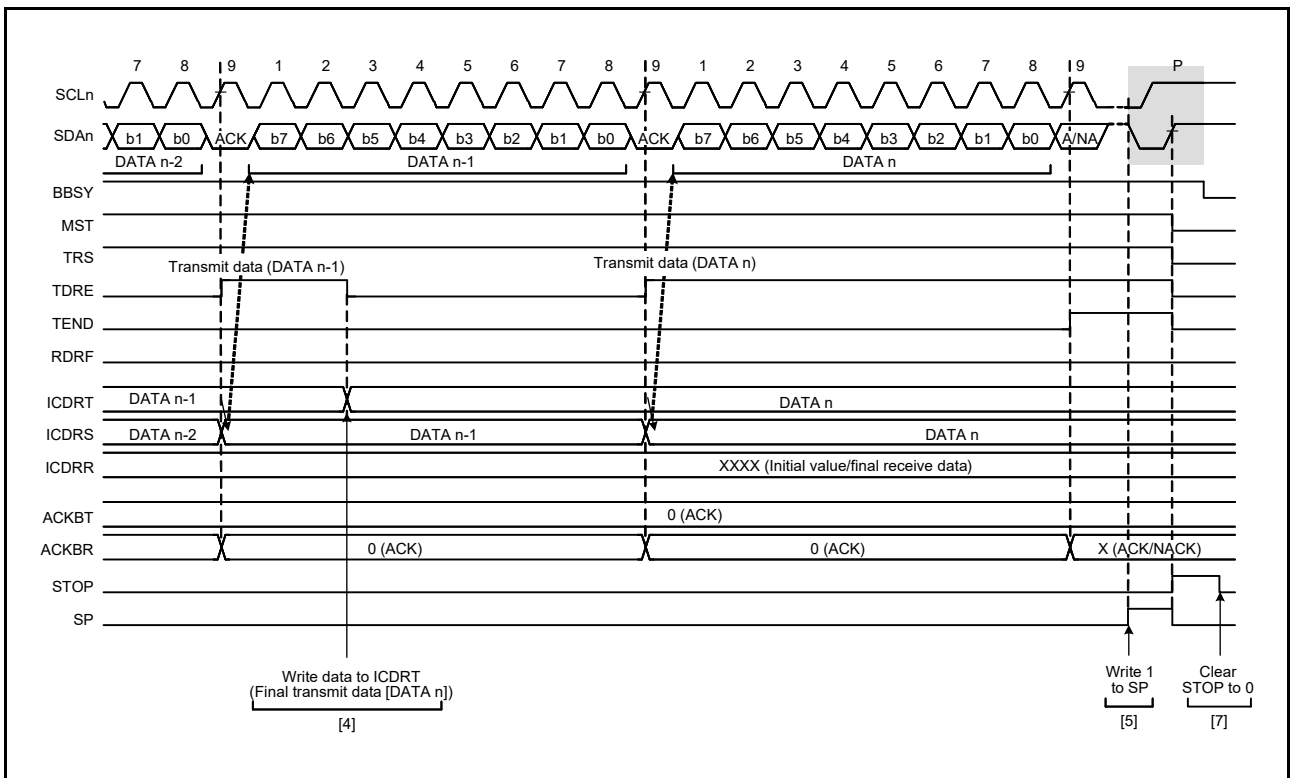 7 8 9 1 2 3 4 5 6 7 8 9 1 2 3 4 5 6 7 8 9 P
SCLn
SDAn b1 b0 ACK b7 b6 b5 b4 b3 b2 b1 b0 ACK b7 b6 b5 b4 b3 b2 b1 b0 A/NA
DATA n-2 DATA n-1 DATA n
BBSY
MST
TRS
Transmit data (DATA n-1) Transmit data (DATA n)
TDRE
TEND
RDRF
ICDRT DATA n-1 DATA n
ICDRS DATA n-2 DATA n-1 DATA n
ICDRR XXXX (Initial value/final receive data)
ACKBT 0 (ACK)
ACKBR 0 (ACK) 0 (ACK) X (ACK/NACK)
STOP
SP
Write data to ICDRT
(Final transmit data [DATA n])
[4]
Write 1
to SP
[5]
Clear
STOP to 0
[7]